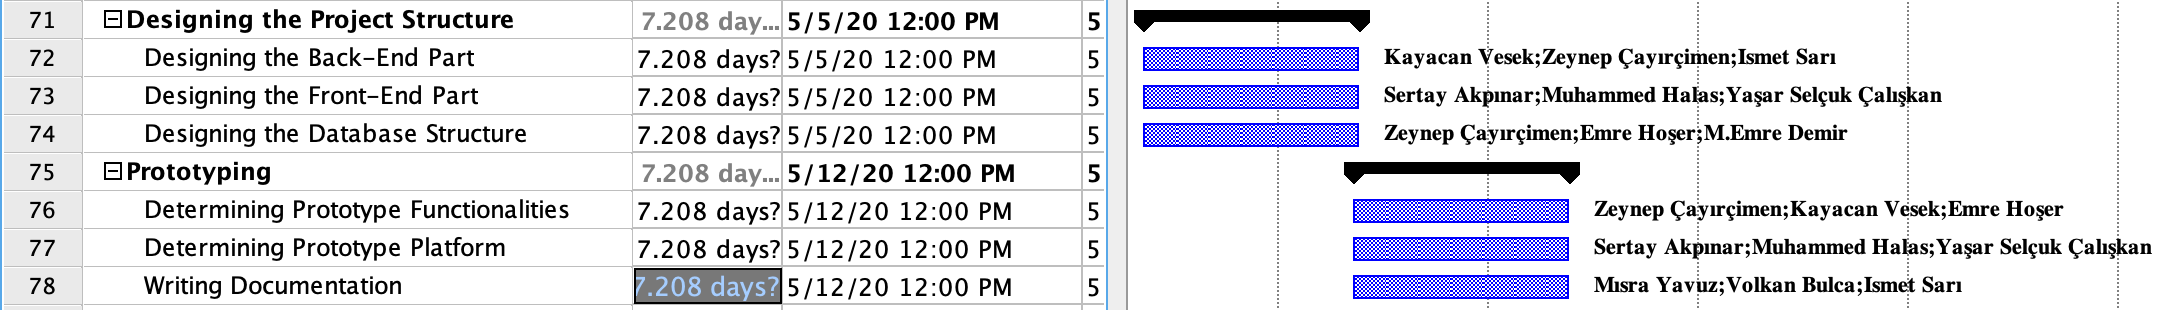 71 Designing the Project Structure 7.208 day... 5/5/20 12:00 PM 5
72 Designing the Back-End Part 7.208 days? 5/5/20 12:00 PM 5 Kayacan Vesek;Zeynep Çayırçimen;Ismet Sarı
73 Designing the Front-End Part 7.208 days? 5/5/20 12:00 PM 5 Sertay Akpınar;Muhammed Halas;Yaşar Selçuk Çalışkan
74 Designing the Database Structure 7.208 days? 5/5/20 12:00 PM 5 Zeynep Çayırçimen;Emre Hoşer;M.Emre Demir
75 Prototyping 7.208 day... 5/12/20 12:00 PM 5
76 Determining Prototype Functionalities 7.208 days? 5/12/20 12:00 PM 5 Zeynep Çayırçimen;Kayacan Vesek;Emre Hoşer
77 Determining Prototype Platform 7.208 days? 5/12/20 12:00 PM 5 Sertay Akpınar;Muhammed Halas;Yaşar Selçuk Çalışkan
78 Writing Documentation 7.208 days? 5/12/20 12:00 PM 5 Mısra Yavuz;Volkan Bulca;Ismet Sarı